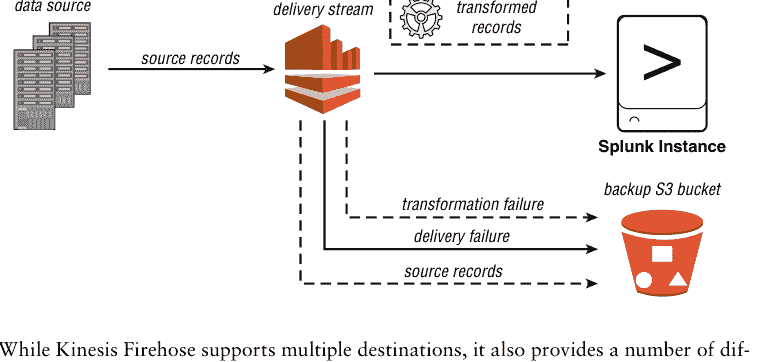 data source
delivery stream
transformed
records
source records
>
Splunk Instance
backup S3 bucket
transformation failure
delivery failure
source records
While Kinesis Firehose supports multiple destinations, it also provides a number of dif-